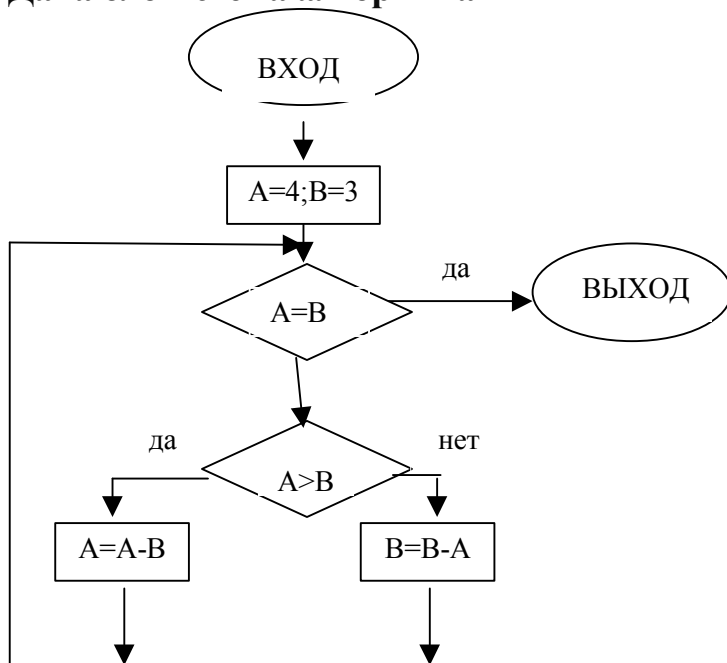 ВХОД
A=4;B=3
да
ВЫХОД
A=B
да
нет
A>B
A=A-B
B=B-A